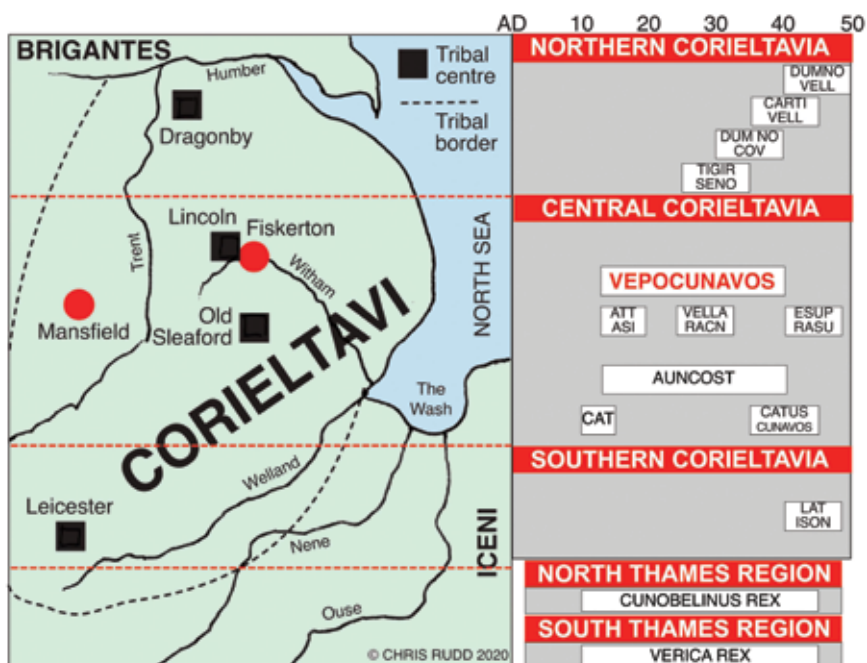 BRIGANTES
Humber
Tribal
centre
Dragonby
Tribal
border
Lincoln
Fiskerton
Trent
Witham
NORTH SEA
Mansfield
Old
Sleaford
CORIELTAVI
The
Wash
Welland
Leicester
Nene
ICENI
Ouse
© CHRIS RUDD 2020
AD 10 20 30 40 50
NORTHERN CORIELTAVIA
DUMNO
VELL
CARTI
VELL
DUM NO
COV
TIGIR
SENO
CENTRAL CORIELTAVIA
VEPOCUNAVOS
ATT
ASI
VELLA
RACN
ESUP
RASU
AUNCOST
CAT
CATUS
CUNAVOS
SOUTHERN CORIELTAVIA
LAT
ISON
NORTH THAMES REGION
CUNOBELINUS REX
SOUTH THAMES REGION
VERICA REX